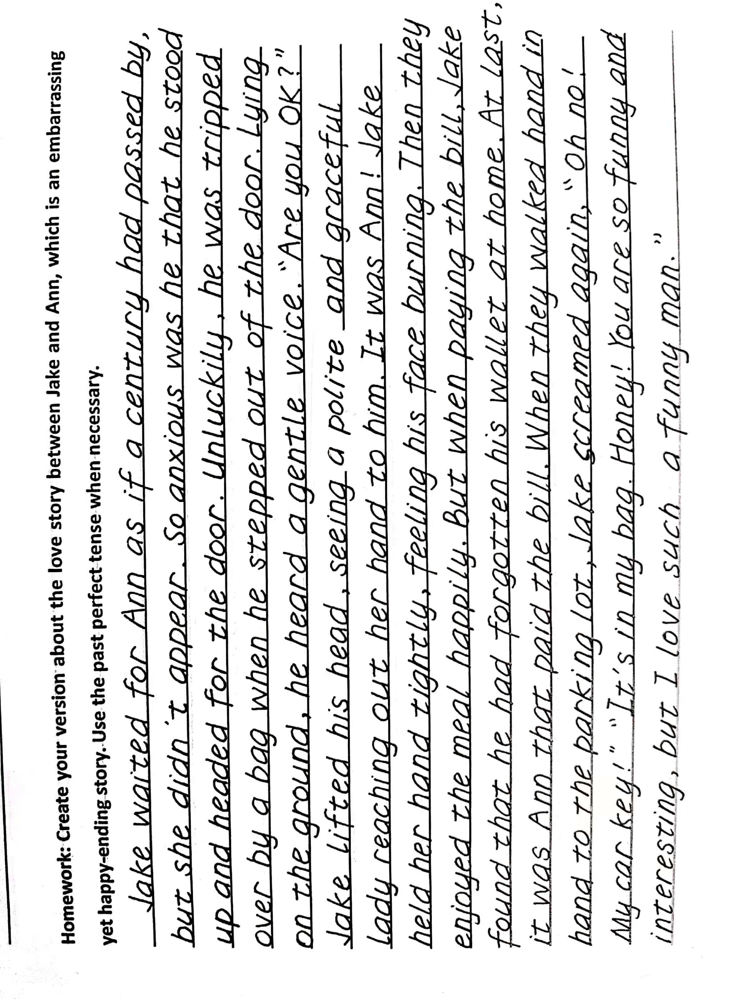 Homework: Create your version about the love story between Jake and Ann, which is an embarrassing
yet happy-ending story. Use the past perfect tense when necessary.
Jake waited for Ann as if a century had passed by,
but she didn't appear. So anxious was he that he stood
up and headed for the door. Unluckily, he was tripped
over by a bag when he stepped out of the door. Lying
on the ground, he heard a gentle voice. "Are you OK?"
Jake lifted his head, seeing a polite and graceful
lady reaching out her hand to him. It was Ann! Jake
held her hand tightly, feeling his face burning. Then they
enjoyed the meal happily. But when paying the bill, Jake
found that he had forgotten his wallet at home. At last,
it was Ann that paid the bill. When they walked hand in
hand to the parking lot, Jake screamed again, "Oh no!
My car key!" "It's in my bag. Honey! You are so funny and
interesting, but I love such a funny man."